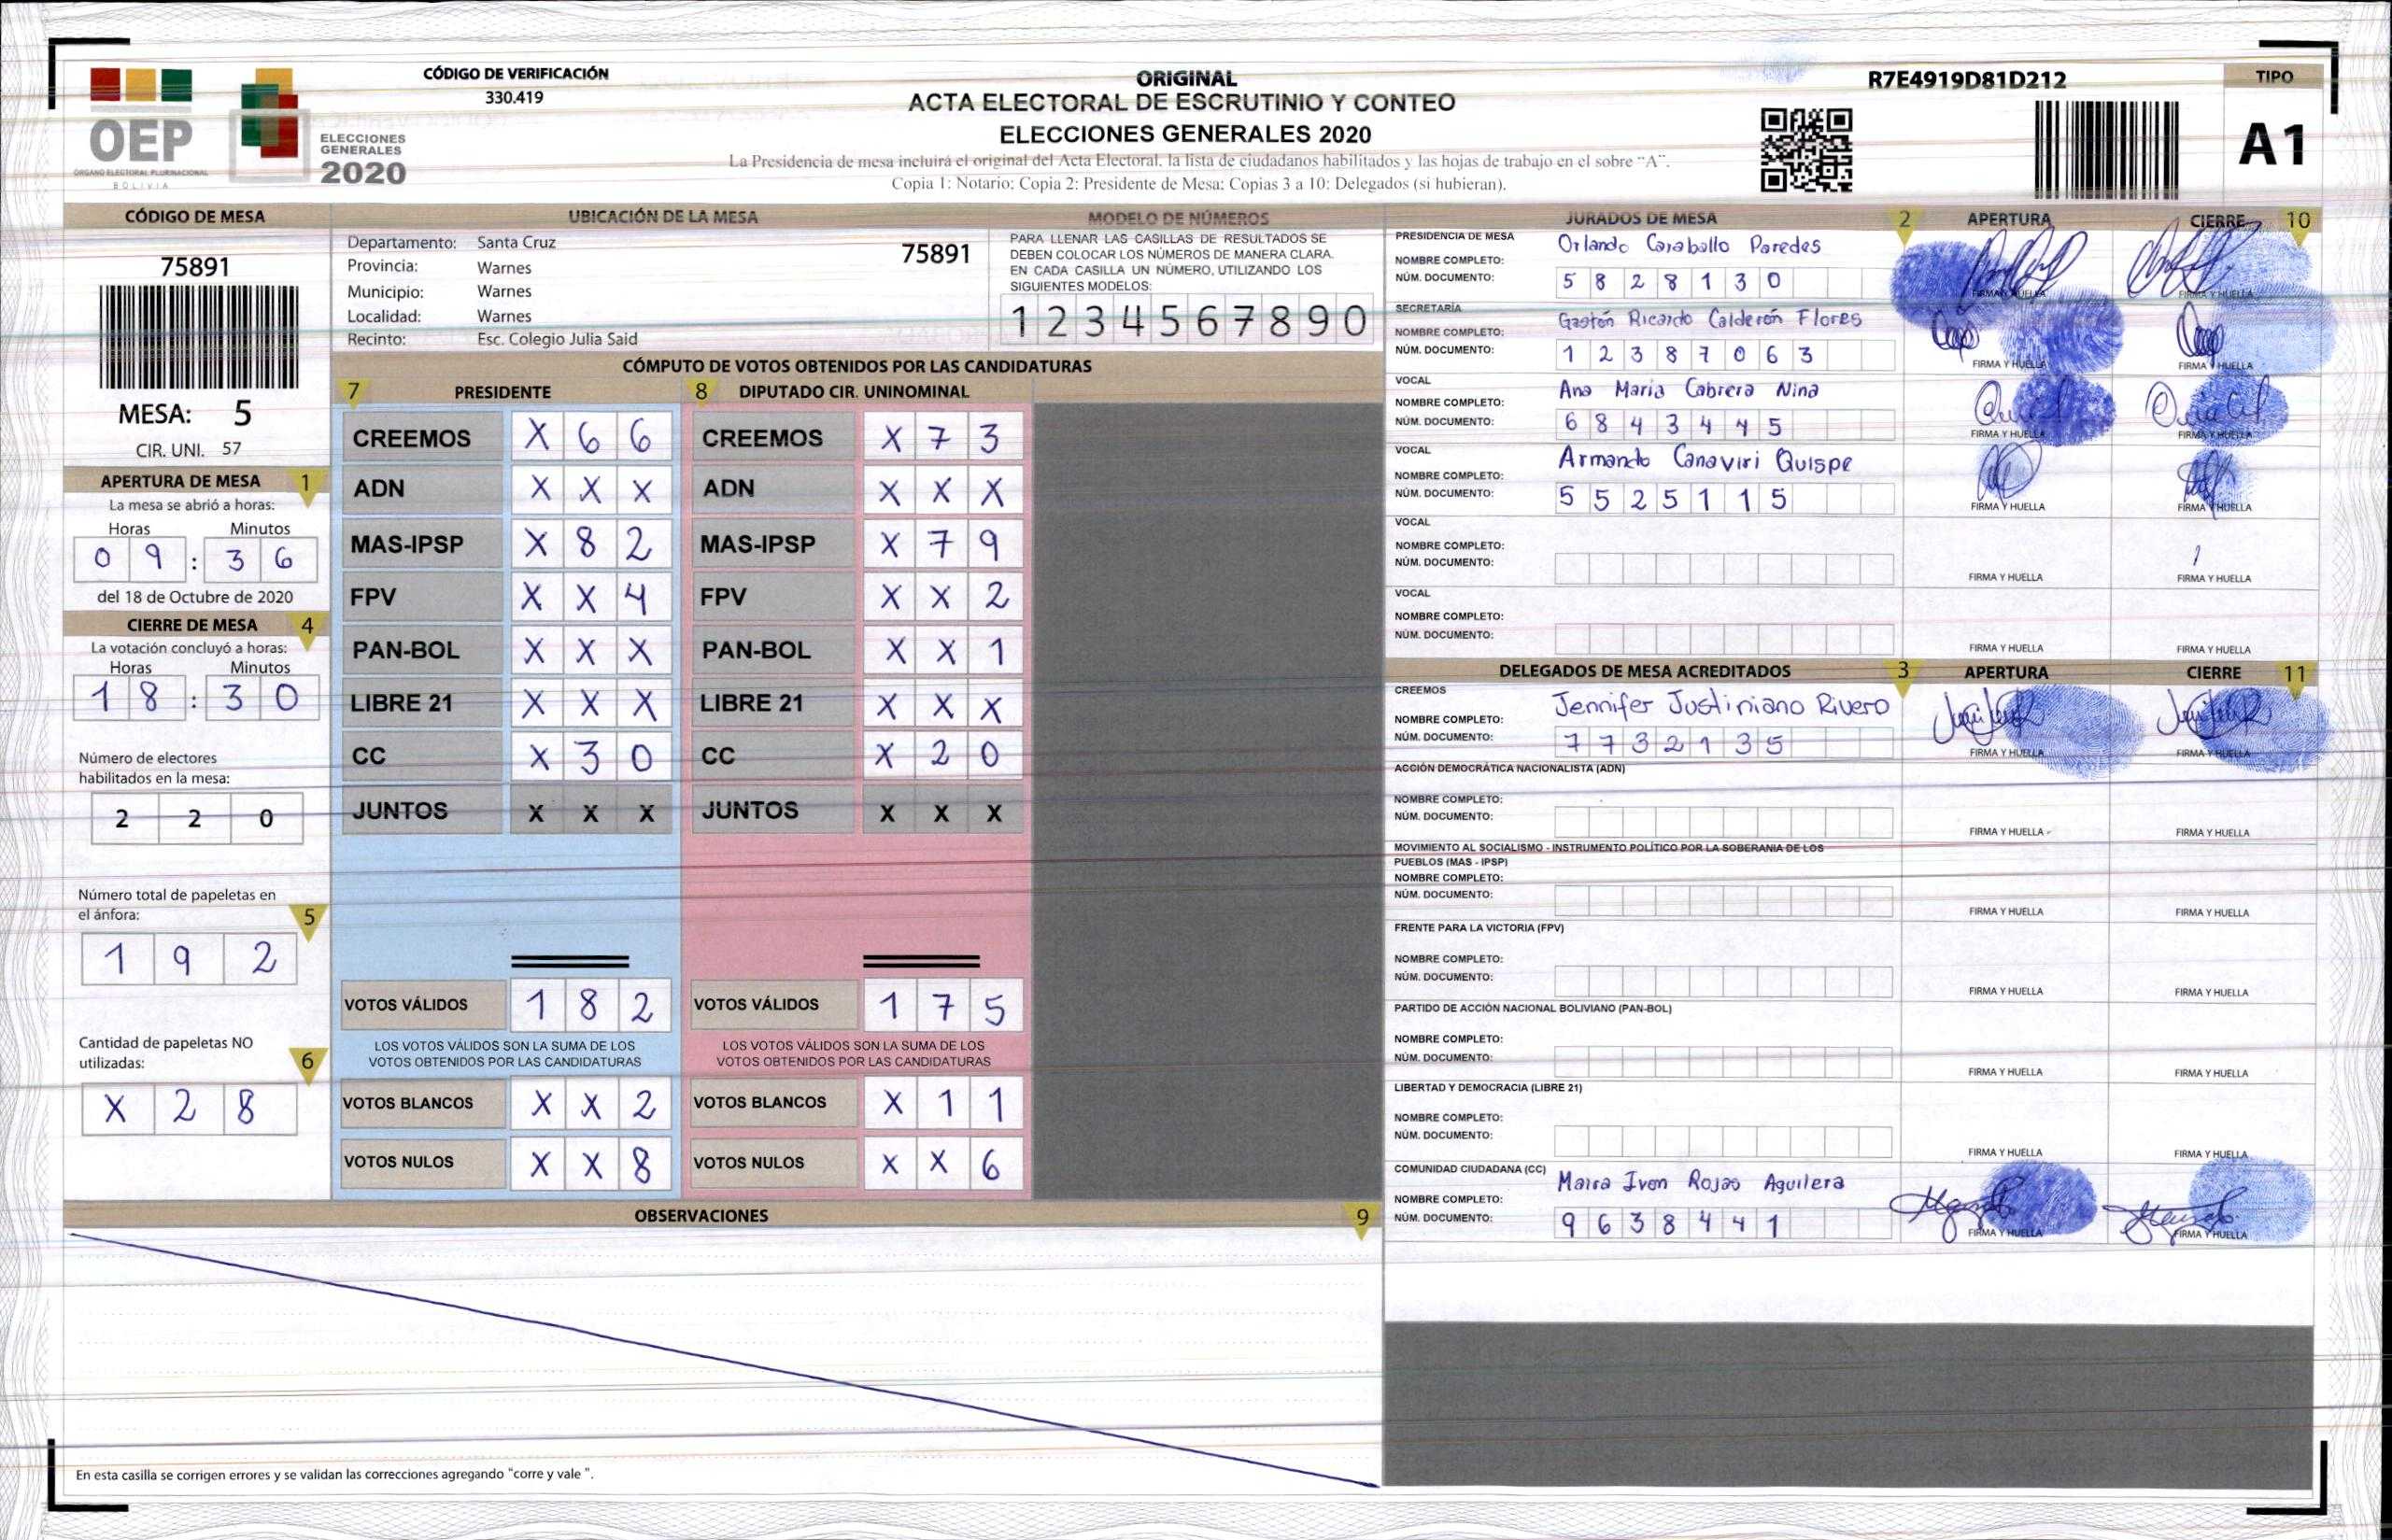 CÓDIGO DE VERIFICACIÓN
330.419
OEP
ÓRGANO ELECTORAL PLURINACIONAL
BOLIVIA
ELECCIONES
GENERALES
2020
ORIGINAL
ACTA ELECTORAL DE ESCRUTINIO Y CONTEO
ELECCIONES GENERALES 2020
La Presidencia de mesa incluirá el original del Acta Electoral, la lista de ciudadanos habilitados y las hojas de trabajo en el sobre "A".
Copia 1: Notario; Copia 2: Presidente de Mesa; Copias 3 a 10: Delegados (si hubieran).
R7E4919D81D212
TIPO
A1
CÓDIGO DE MESA
75891
MESA: 5
CIR. UNI. 57
APERTURA DE MESA 1
La mesa se abrió a horas:
Horas Minutos
0 9 : 3 6
del 18 de Octubre de 2020
CIERRE DE MESA 4
La votación concluyó a horas:
Horas Minutos
1 8 : 3 0
Número de electores
habilitados en la mesa:
2 2 0
Número total de papeletas en
el ánfora: 5
1 9 2
Cantidad de papeletas NO
utilizadas: 6
X 2 8
UBICACIÓN DE LA MESA
Departamento: Santa Cruz 75891
Provincia: Warnes
Municipio: Warnes
Localidad: Warnes
Recinto: Esc. Colegio Julia Said
MODELO DE NÚMEROS
PARA LLENAR LAS CASILLAS DE RESULTADOS SE
DEBEN COLOCAR LOS NÚMEROS DE MANERA CLARA.
EN CADA CASILLA UN NÚMERO, UTILIZANDO LOS
SIGUIENTES MODELOS:
1 2 3 4 5 6 7 8 9 0
CÓMPUTO DE VOTOS OBTENIDOS POR LAS CANDIDATURAS
7 PRESIDENTE 8 DIPUTADO CIR. UNINOMINAL
CREEMOS X 6 6 CREEMOS X 7 3
ADN X X X ADN X X X
MAS-IPSP X 8 2 MAS-IPSP X 7 9
FPV X X 4 FPV X X 2
PAN-BOL X X X PAN-BOL X X 1
LIBRE 21 X X X LIBRE 21 X X X
CC X 3 0 CC X 2 0
JUNTOS X X X JUNTOS X X X
VOTOS VÁLIDOS 1 8 2 VOTOS VÁLIDOS 1 7 5
LOS VOTOS VÁLIDOS SON LA SUMA DE LOS LOS VOTOS VÁLIDOS SON LA SUMA DE LOS
VOTOS OBTENIDOS POR LAS CANDIDATURAS VOTOS OBTENIDOS POR LAS CANDIDATURAS
VOTOS BLANCOS X X 2 VOTOS BLANCOS X 1 1
VOTOS NULOS X X 8 VOTOS NULOS X X 6
OBSERVACIONES 9
En esta casilla se corrigen errores y se validan las correcciones agregando "corre y vale ".
JURADOS DE MESA 2 APERTURA CIERRE 10
PRESIDENCIA DE MESA
NOMBRE COMPLETO: Orlando Caraballo Paredes
NÚM. DOCUMENTO: 5 8 2 8 1 3 0
FIRMA Y HUELLA FIRMA Y HUELLA
SECRETARÍA
NOMBRE COMPLETO: Gastón Ricardo Calderón Flores
NÚM. DOCUMENTO: 1 2 3 8 7 0 6 3
FIRMA Y HUELLA FIRMA Y HUELLA
VOCAL
NOMBRE COMPLETO: Ana Maria Cabrera Nina
NÚM. DOCUMENTO: 6 8 4 3 4 4 5
FIRMA Y HUELLA FIRMA Y HUELLA
VOCAL
NOMBRE COMPLETO: Armando Canaviri Quispe
NÚM. DOCUMENTO: 5 5 2 5 1 1 5
FIRMA Y HUELLA FIRMA Y HUELLA
VOCAL
NOMBRE COMPLETO:
NÚM. DOCUMENTO:
FIRMA Y HUELLA FIRMA Y HUELLA
VOCAL
NOMBRE COMPLETO:
NÚM. DOCUMENTO:
FIRMA Y HUELLA FIRMA Y HUELLA
DELEGADOS DE MESA ACREDITADOS 3 APERTURA CIERRE 11
CREEMOS
NOMBRE COMPLETO: Jennifer Justiniano Rivero
NÚM. DOCUMENTO: 7 7 3 2 1 3 5
FIRMA Y HUELLA FIRMA Y HUELLA
ACCIÓN DEMOCRÁTICA NACIONALISTA (ADN)
NOMBRE COMPLETO:
NÚM. DOCUMENTO:
FIRMA Y HUELLA FIRMA Y HUELLA
MOVIMIENTO AL SOCIALISMO - INSTRUMENTO POLÍTICO POR LA SOBERANIA DE LOS
PUEBLOS (MAS - IPSP)
NOMBRE COMPLETO:
NÚM. DOCUMENTO:
FIRMA Y HUELLA FIRMA Y HUELLA
FRENTE PARA LA VICTORIA (FPV)
NOMBRE COMPLETO:
NÚM. DOCUMENTO:
FIRMA Y HUELLA FIRMA Y HUELLA
PARTIDO DE ACCIÓN NACIONAL BOLIVIANO (PAN-BOL)
NOMBRE COMPLETO:
NÚM. DOCUMENTO:
FIRMA Y HUELLA FIRMA Y HUELLA
LIBERTAD Y DEMOCRACIA (LIBRE 21)
NOMBRE COMPLETO:
NÚM. DOCUMENTO:
FIRMA Y HUELLA FIRMA Y HUELLA
COMUNIDAD CIUDADANA (CC)
NOMBRE COMPLETO: Maira Iven Rojas Aguilera
NÚM. DOCUMENTO: 9 6 3 8 4 4 1
FIRMA Y HUELLA FIRMA Y HUELLA